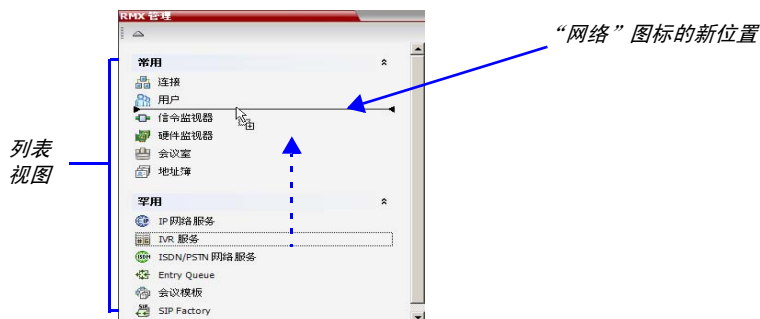 RMX 管理
“网络”图标的新位置
常用
连接
用户
信令监视器
硬件监视器
会议室
地址簿
列表
视图
罕用
IP 网络服务
IVR 服务
ISDN/PSTN 网络服务
Entry Queue
会议模板
SIP Factory